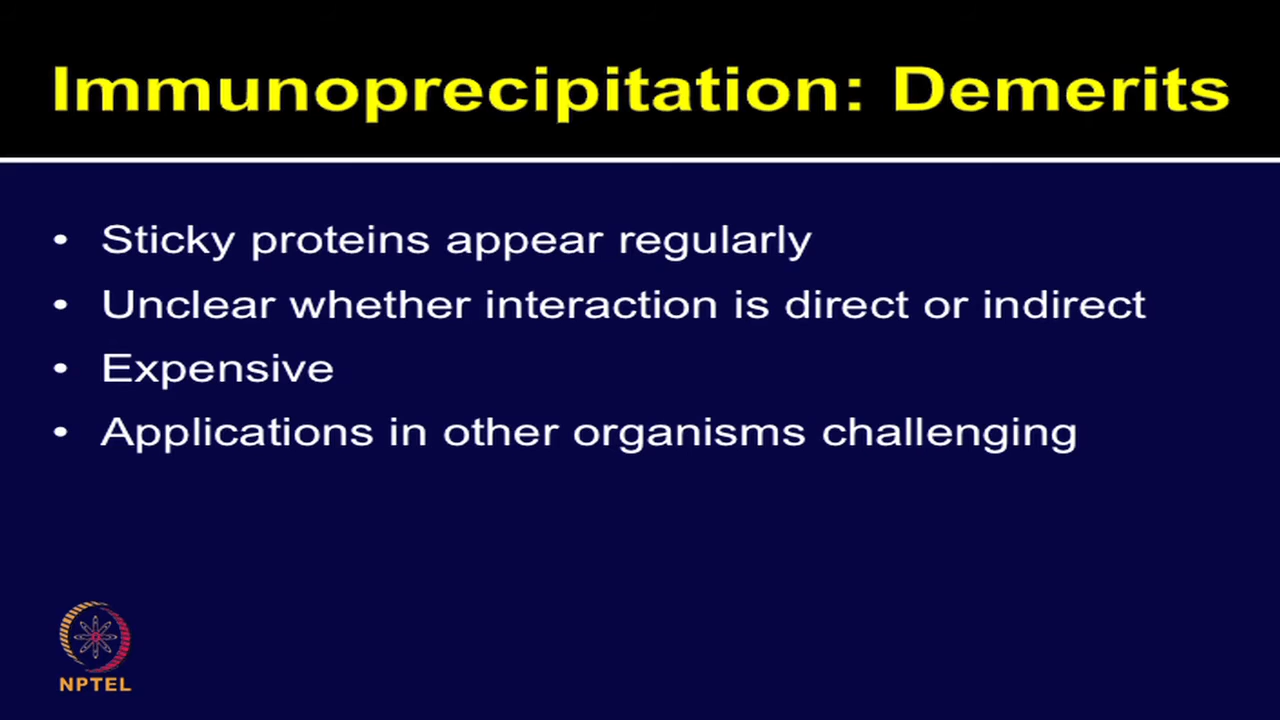 Immunoprecipitation: Demerits
• Sticky proteins appear regularly
• Unclear whether interaction is direct or indirect
• Expensive
• Applications in other organisms challenging
NPTEL